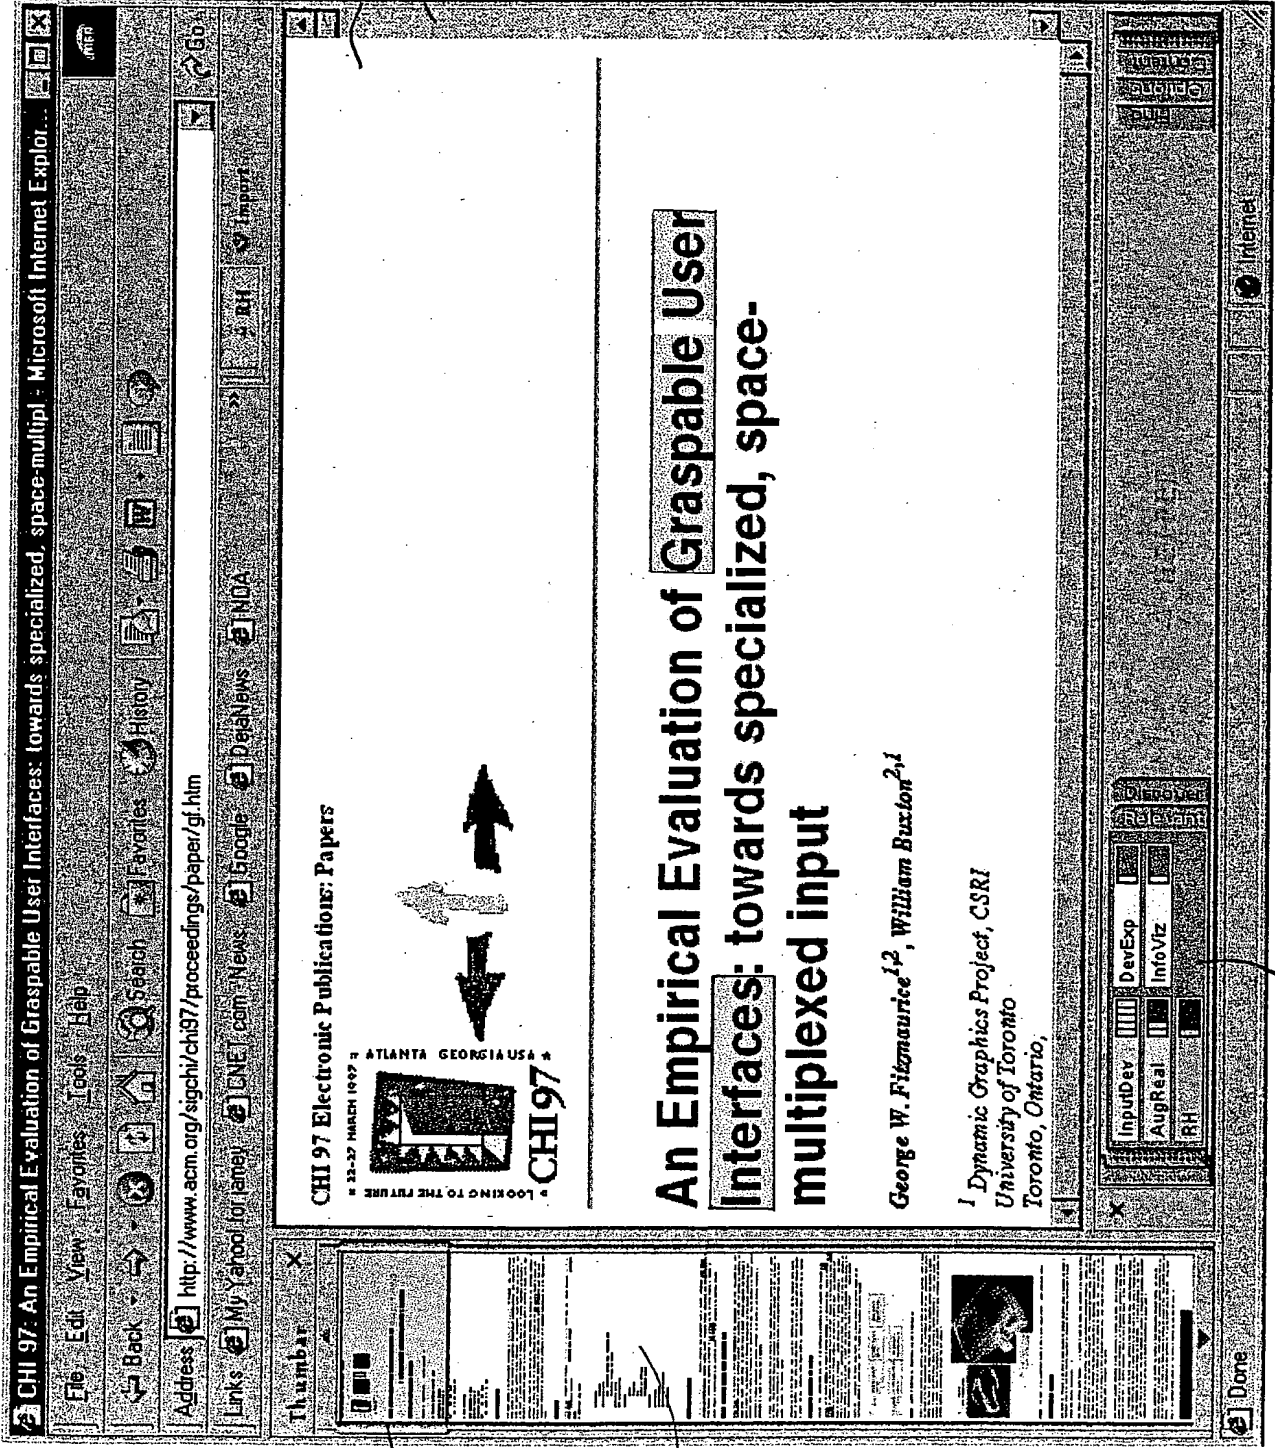 CHI 97: An Empirical Evaluation of Graspable User Interfaces: towards specialized, space-multipl - Microsoft Internet Explor...
File Edit View Favorites Tools Help
Back Search Favorites History
Address http://www.acm.org/sigchi/chi97/proceedings/paper/gf.htm Go
Links My Yahoo! for jamey CNET.com - News Google DejaNews NDA » RH Import
Thumbar X
CHI 97 Electronic Publications: Papers
LOOKING TO THE FUTURE
22-27 MARCH 1997
ATLANTA GEORGIA USA
CHI 97
An Empirical Evaluation of Graspable User
Interfaces: towards specialized, space-
multiplexed input
George W. Fitzmaurice1,2, William Buxton2,1
1 Dynamic Graphics Project, CSRI
University of Toronto
Toronto, Ontario,
X
InputDev DevExp
AugReal InfoViz
RH
Relevant
Discover
Find
Options
Content
Done Internet